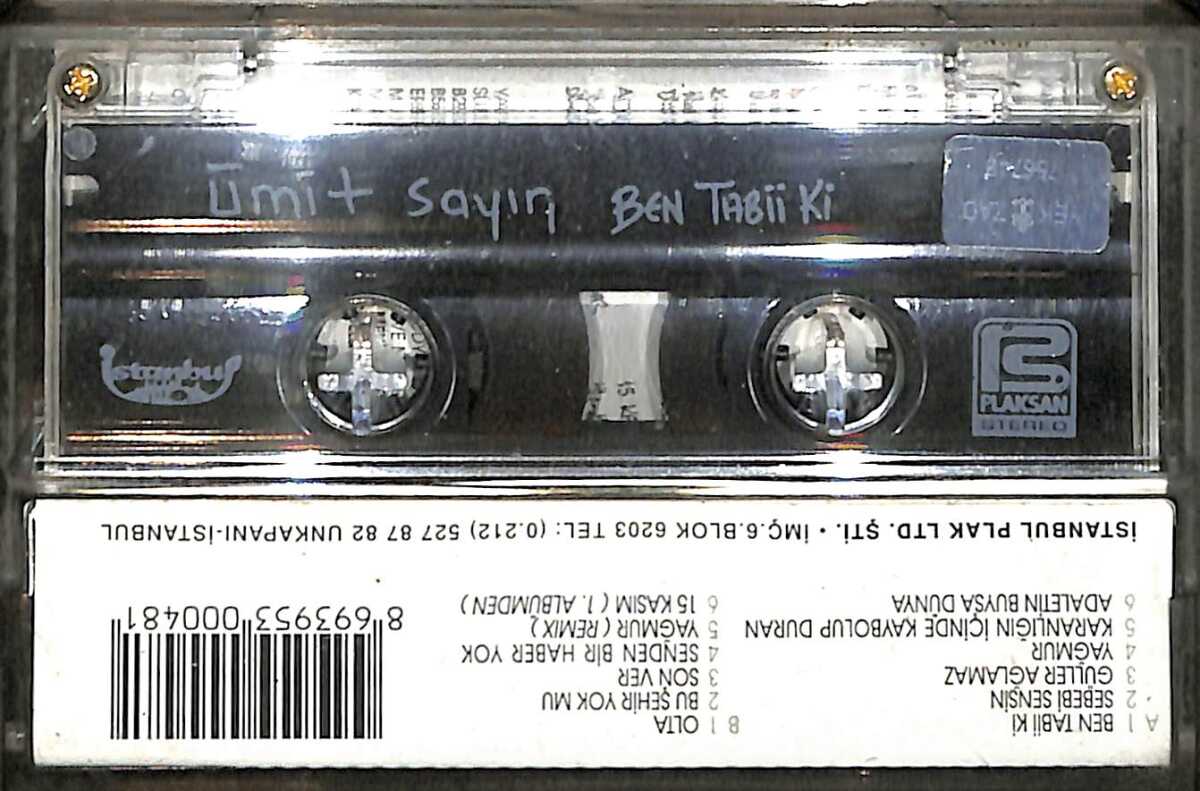 ümit sayın BEN TABii Ki
istanbul
PLAKSAN
STEREO
İSTANBUL PLAK LTD. ŞTİ. • İMÇ.6.BLOK 6203 TEL: (0.212) 527 87 82 UNKAPANI-İSTANBUL
A 1 BEN TABİİ Kİ
2 SEBEBİ SENSİN
3 GÜLLER AĞLAMAZ
4 YAĞMUR
5 KARANLIĞIN İÇİNDE KAYBOLUP DURAN
6 ADALETİN BUYSA DÜNYA
B 1 OLTA
2 BU ŞEHİR YOK MU
3 SON VER
4 SENDEN BİR HABER YOK
5 YAĞMUR ( REMIX )
6 15 KASIM ( 1. ALBÜMDEN )
8 693953 000481